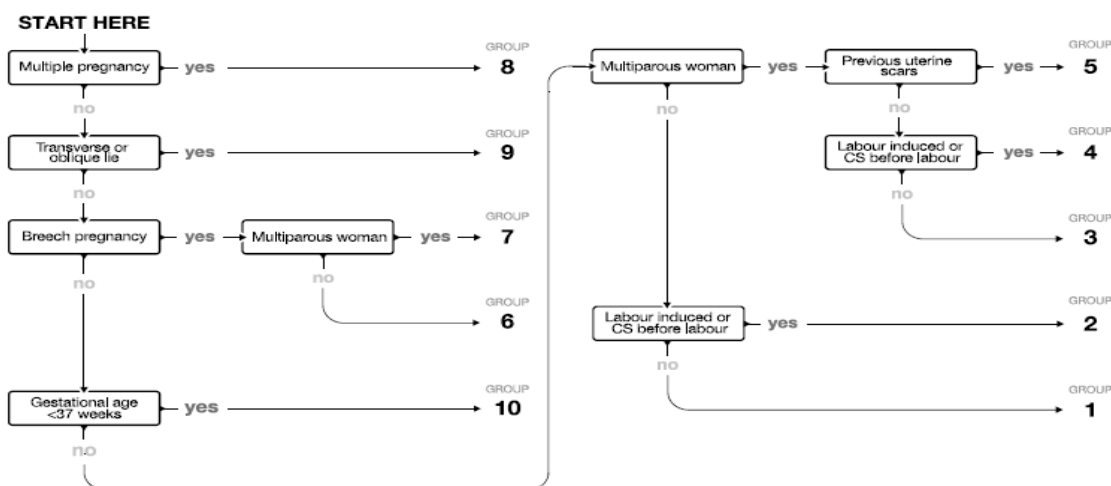 START HERE
Multiple pregnancy
yes
GROUP
8
no
Transverse or
oblique lie
yes
GROUP
9
no
Breech pregnancy
yes
Multiparous woman
yes
GROUP
7
no
no
GROUP
6
Gestational age
<37 weeks
yes
GROUP
10
no
Multiparous woman
yes
Previous uterine
scars
yes
GROUP
5
no
no
Labour induced or
CS before labour
yes
GROUP
4
no
GROUP
3
Labour induced or
CS before labour
yes
GROUP
2
no
GROUP
1